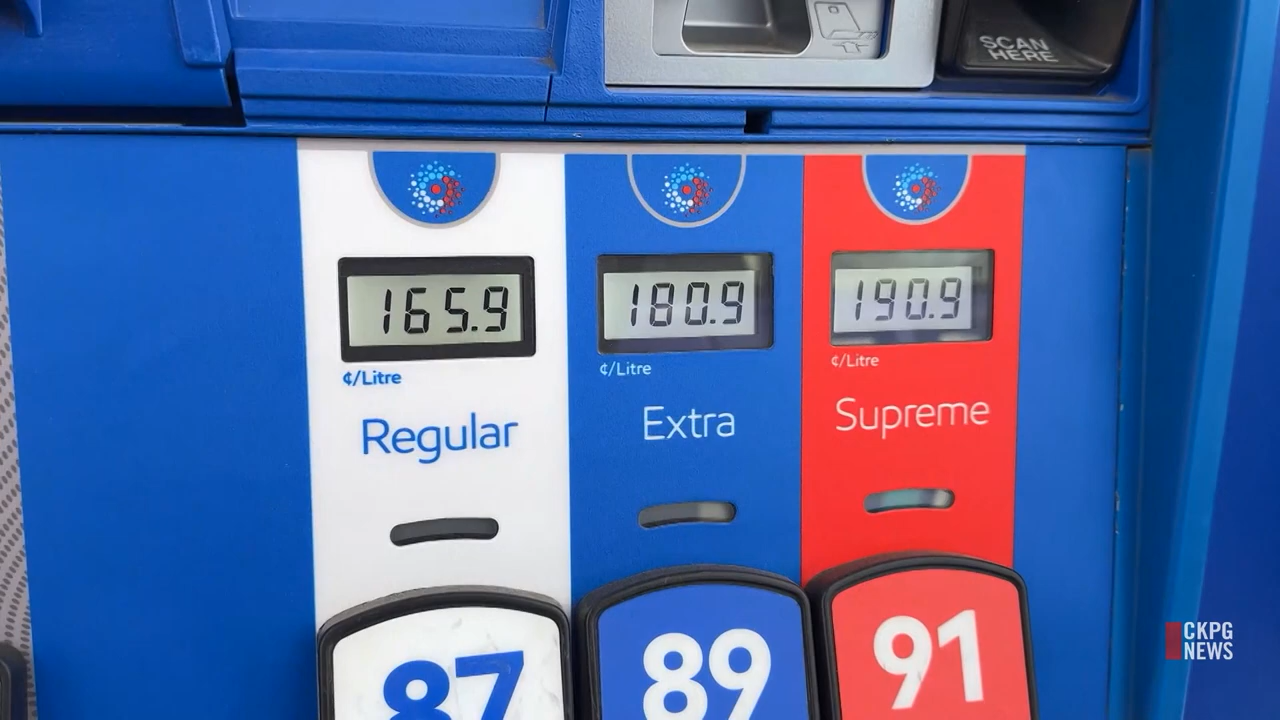 SCAN
HERE
165.9
180.9
190.9
¢/Litre
¢/Litre
¢/Litre
Regular
Extra
Supreme
87
89
91
CKPG
NEWS